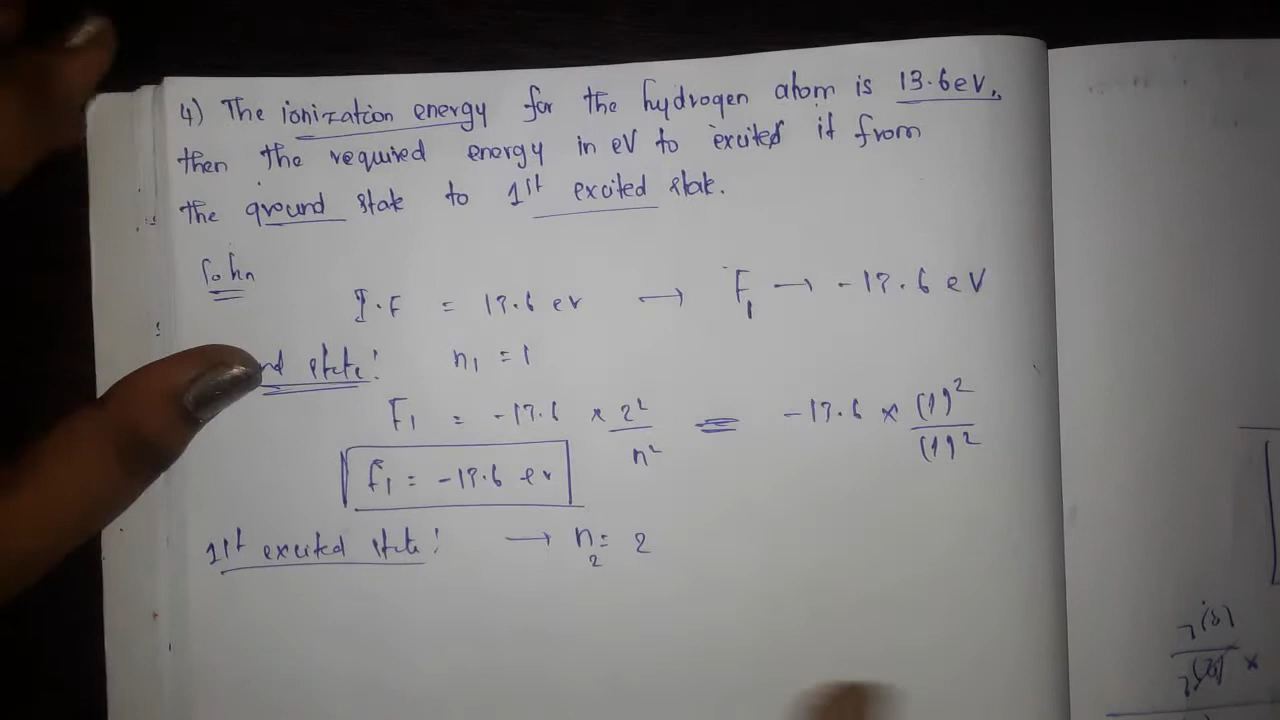 4) The ionization energy for the hydrogen atom is 13.6eV,
then the required energy in eV to excited it from
the ground state to 1st excited state.
Soln
I.E = 13.6 ev → E1 → -13.6 eV
nd state: n1 = 1
E1 = -13.6 × Z²/n² = -13.6 × (1)²/(1)²
E1 = -13.6 ev
1st excited state: → n2 = 2